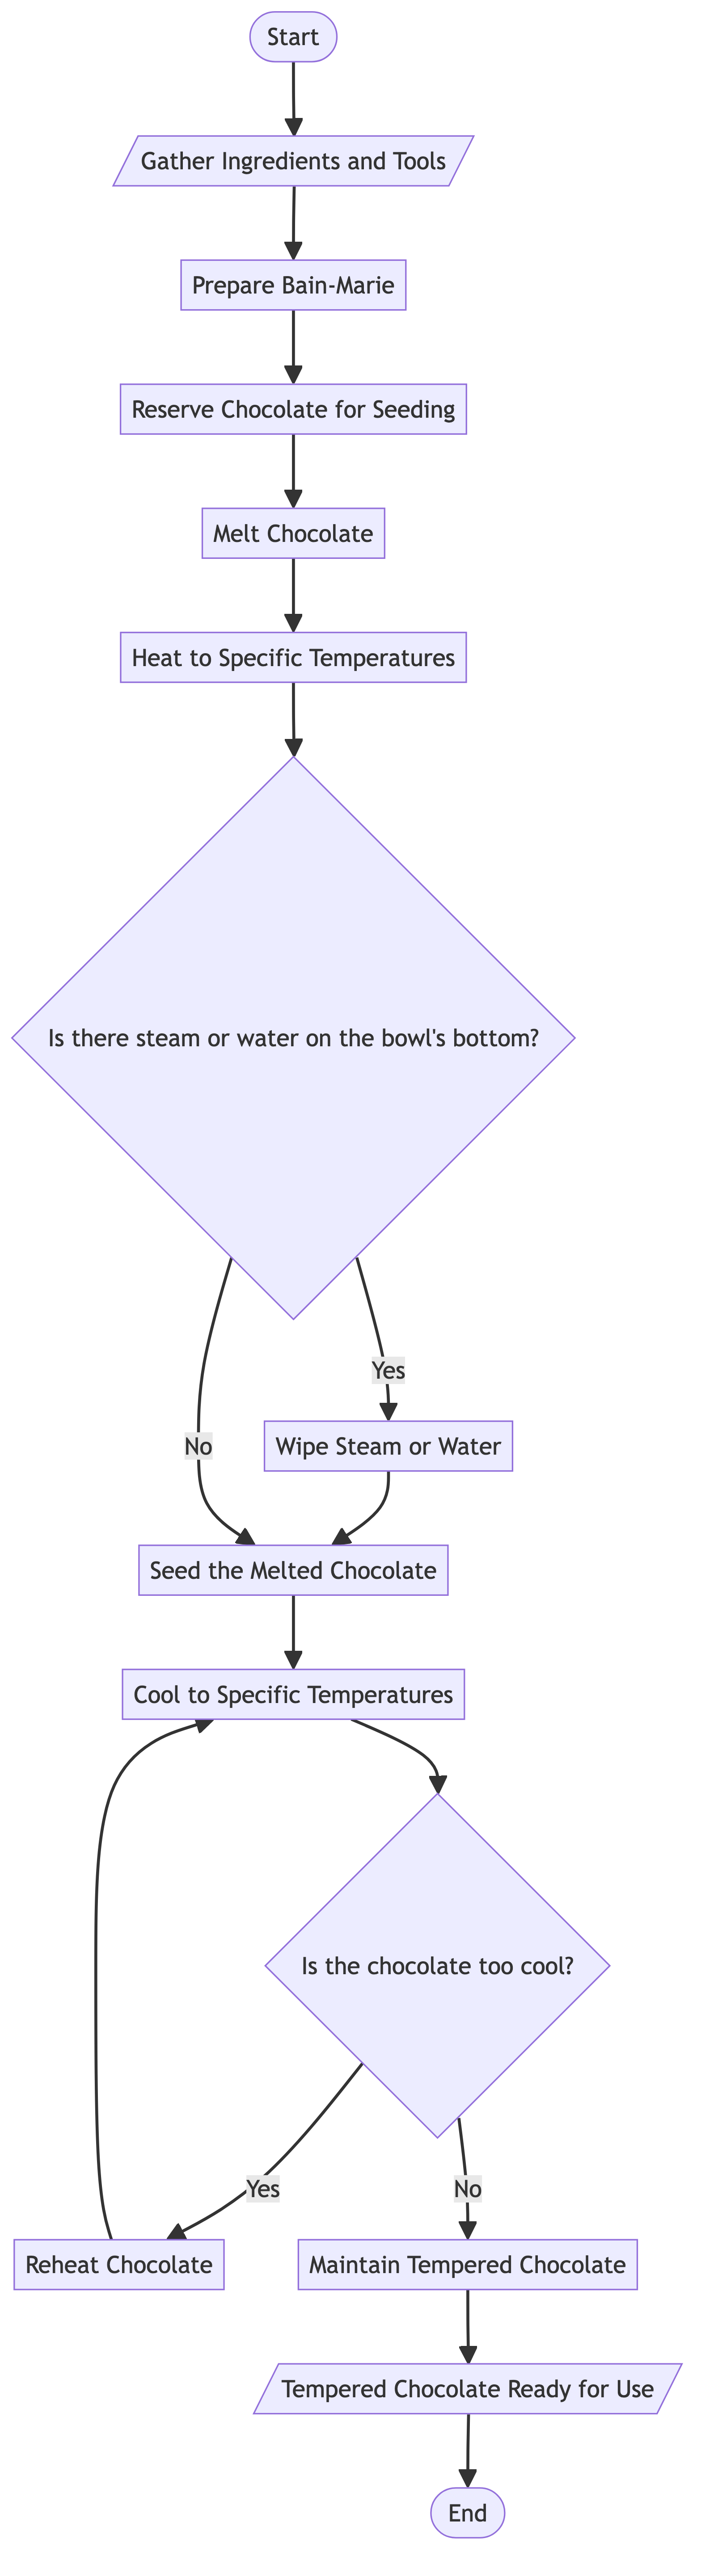 Start
Gather Ingredients and Tools
Prepare Bain-Marie
Reserve Chocolate for Seeding
Melt Chocolate
Heat to Specific Temperatures
Is there steam or water on the bowl's bottom?
Yes
No
Wipe Steam or Water
Seed the Melted Chocolate
Cool to Specific Temperatures
Is the chocolate too cool?
Yes
No
Reheat Chocolate
Maintain Tempered Chocolate
Tempered Chocolate Ready for Use
End